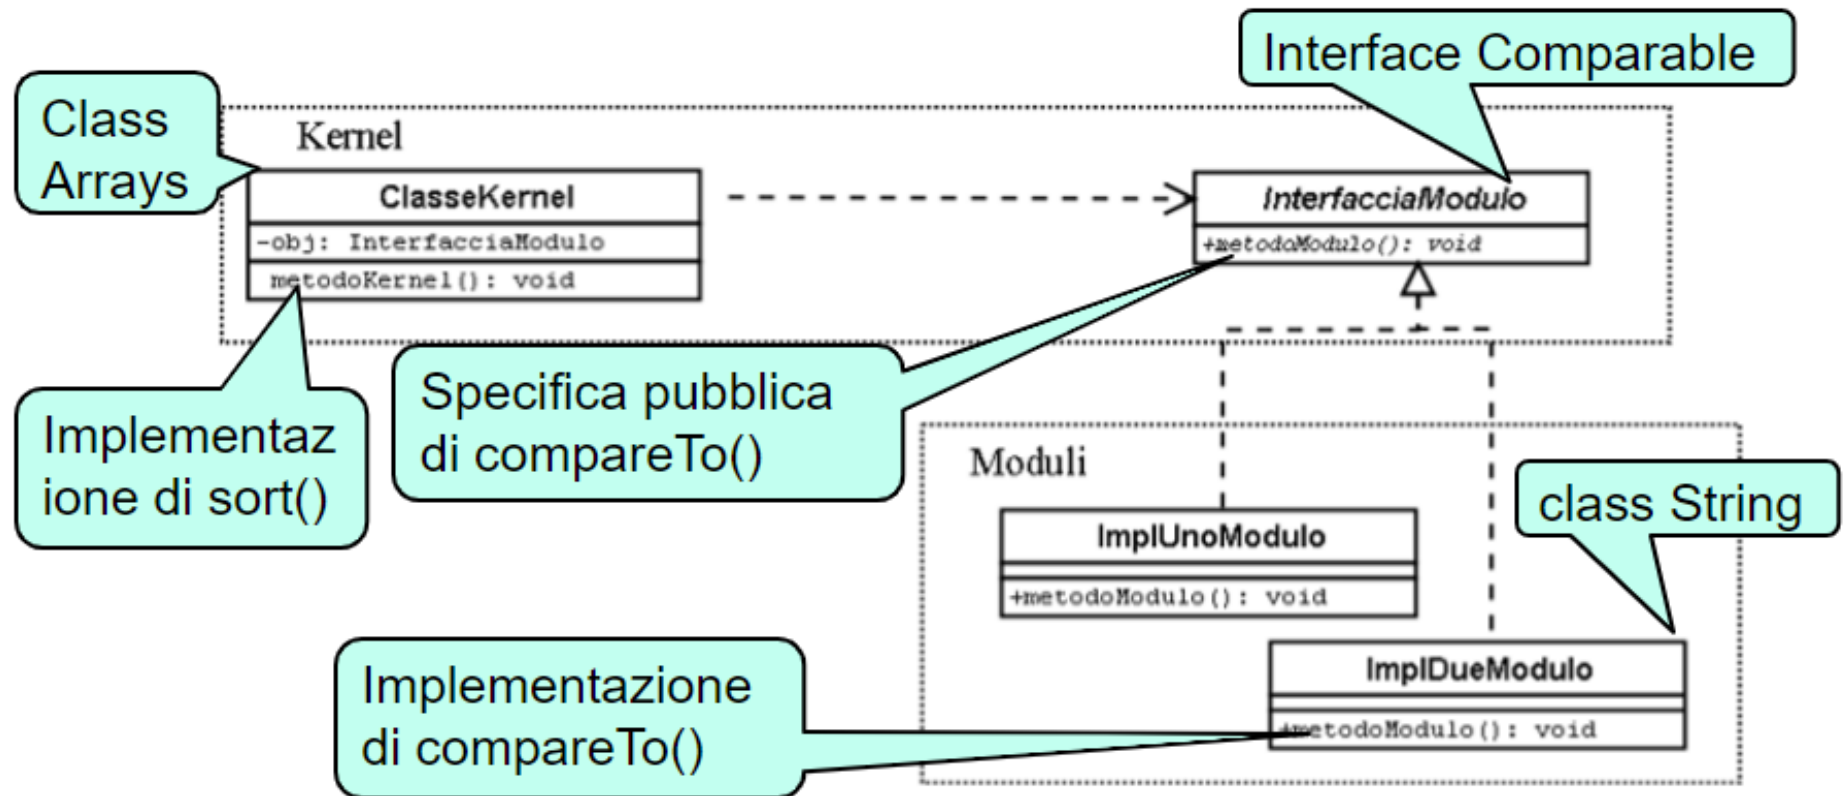 Interface Comparable
Class
Arrays
Kernel
ClasseKernel
-obj: InterfacciaModulo
metodoKernel(): void
InterfacciaModulo
+metodoModulo(): void
Implementaz
ione di sort()
Specifica pubblica
di compareTo()
Moduli
class String
ImplUnoModulo
+metodoModulo(): void
ImplDueModulo
+metodoModulo(): void
Implementazione
di compareTo()